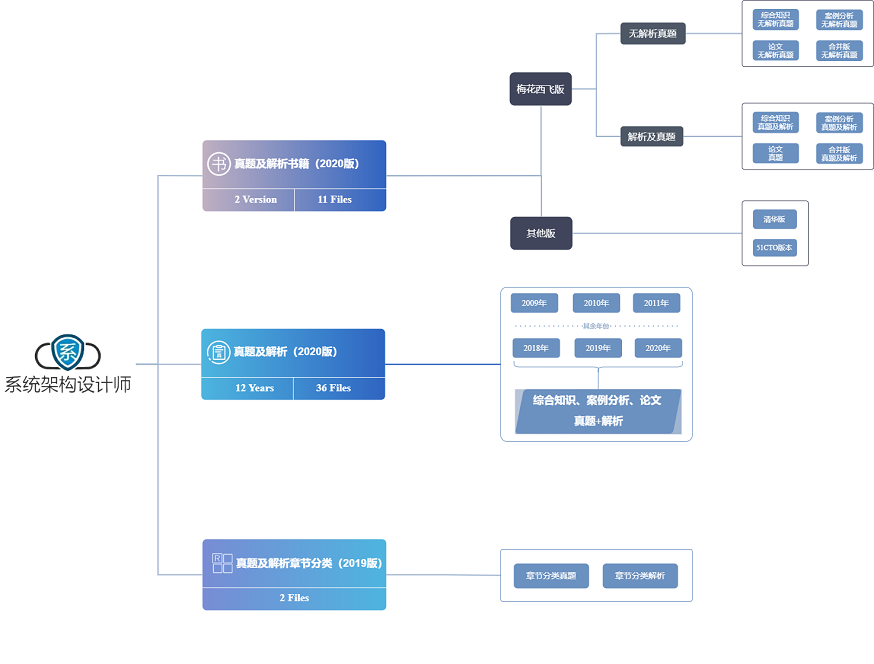 系
系统架构设计师
书
真题及解析书籍（2020版）
2 Version
11 Files
梅花西飞版
无解析真题
综合知识
无解析真题
案例分析
无解析真题
论文
无解析真题
合并版
无解析真题
解析及真题
综合知识
真题及解析
案例分析
真题及解析
论文
真题
合并版
真题及解析
其他版
清华版
51CTO版本
真题及解析（2020版）
12 Years
36 Files
2009年
2010年
2011年
其余年份
2018年
2019年
2020年
综合知识、案例分析、论文
真题+解析
R
真题及解析章节分类（2019版）
2 Files
章节分类真题
章节分类解析